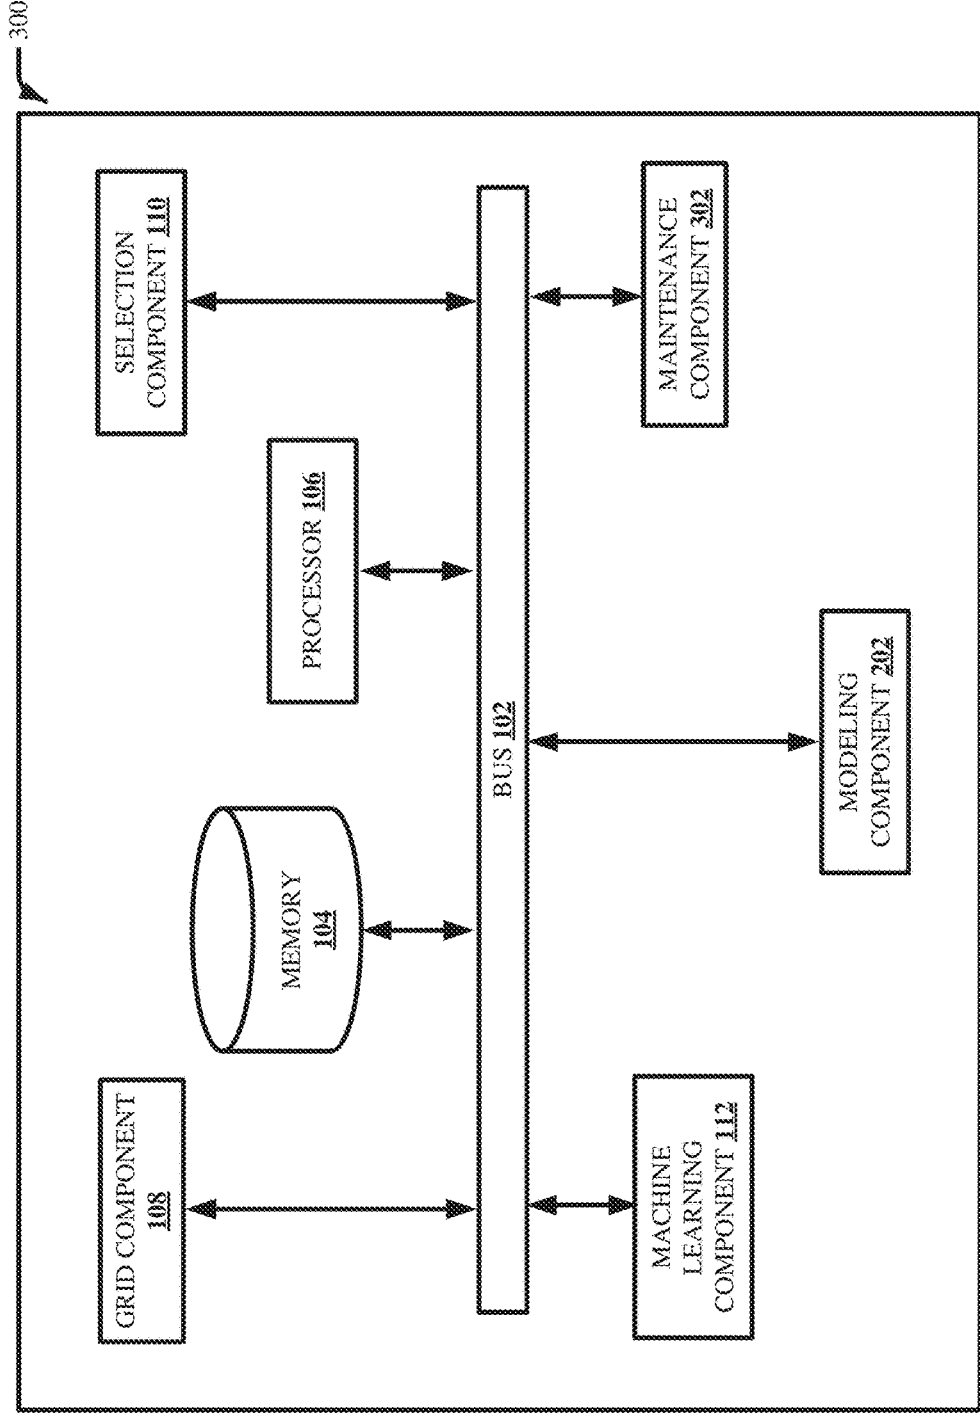 300
GRID COMPONENT
108
MEMORY
104
PROCESSOR 106
SELECTION
COMPONENT 110
BUS 102
MACHINE
LEARNING
COMPONENT 112
MODELING
COMPONENT 202
MAINTENANCE
COMPONENT 302